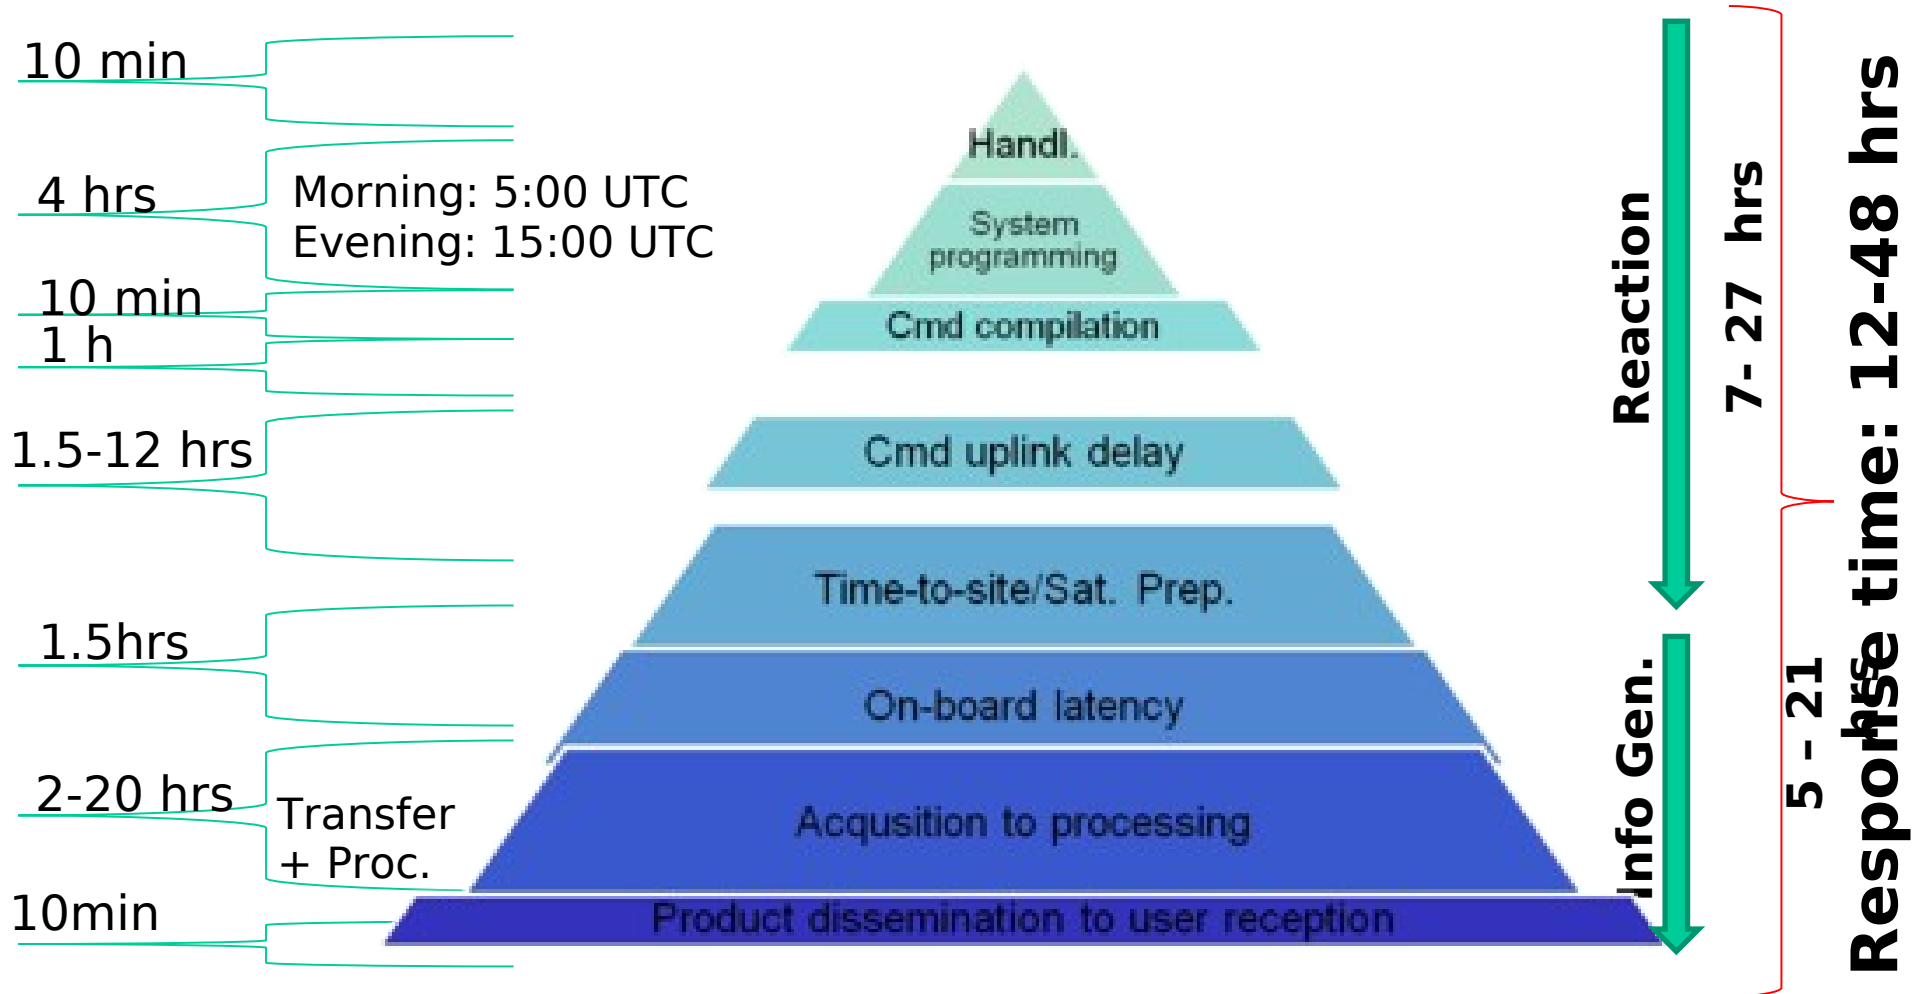 10 min
4 hrs
Morning: 5:00 UTC
Evening: 15:00 UTC
10 min
1 h
1.5-12 hrs
1.5hrs
2-20 hrs
Transfer
+ Proc.
10min
Handl.
System
programming
Cmd compilation
Cmd uplink delay
Time-to-site/Sat. Prep.
On-board latency
Acqusition to processing
Product dissemination to user reception
Reaction
7- 27 hrs
Info Gen.
5 – 21
hrs
Response time: 12-48 hrs